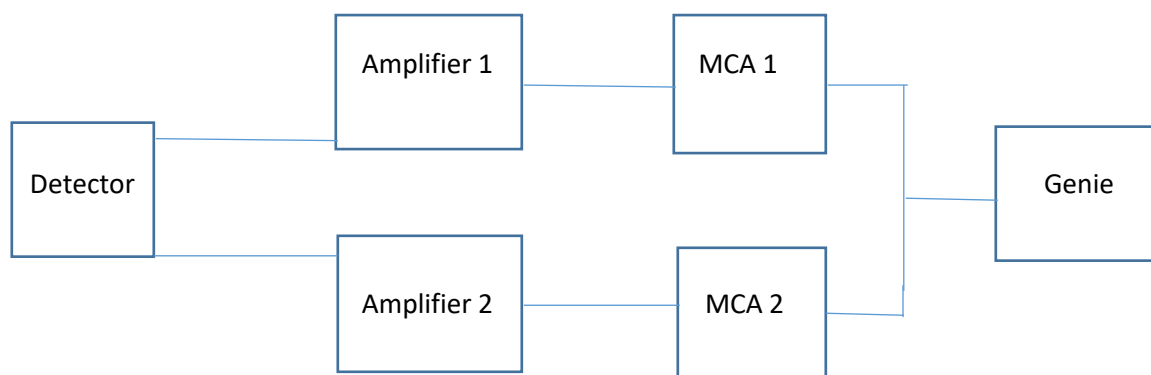 Amplifier 1
MCA 1
Detector
Genie
Amplifier 2
MCA 2